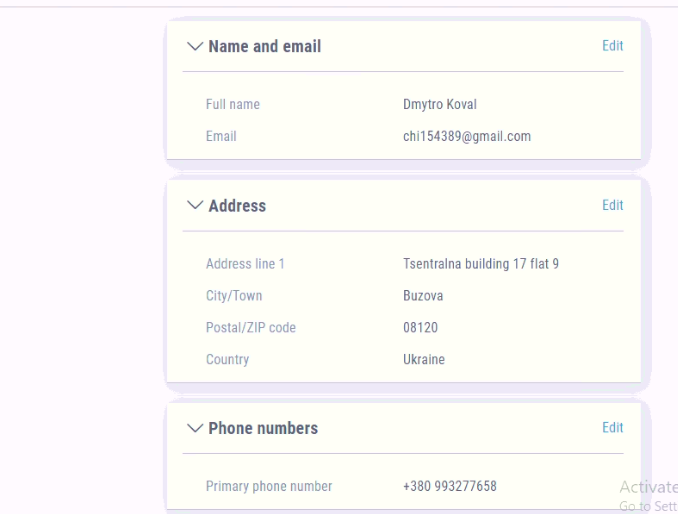 Name and email Edit
Full name Dmytro Koval
Email chi154389@gmail.com
Address Edit
Address line 1 Tsentralna building 17 flat 9
City/Town Buzova
Postal/ZIP code 08120
Country Ukraine
Phone numbers Edit
Primary phone number +380 993277658
Activate
Go to Sett